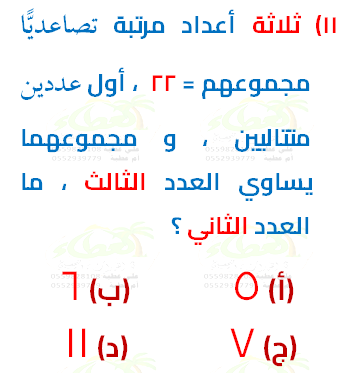 ١١) ثلاثة أعداد مرتبة تصاعديًّا
مجموعهم = ٢٢ ، أول عددين
متتاليين ، و مجموعهما
يساوي العدد الثالث ، ما
العدد الثاني ؟
(أ) ٥ (ب) ٦
(ج) ٧ (د) ١١